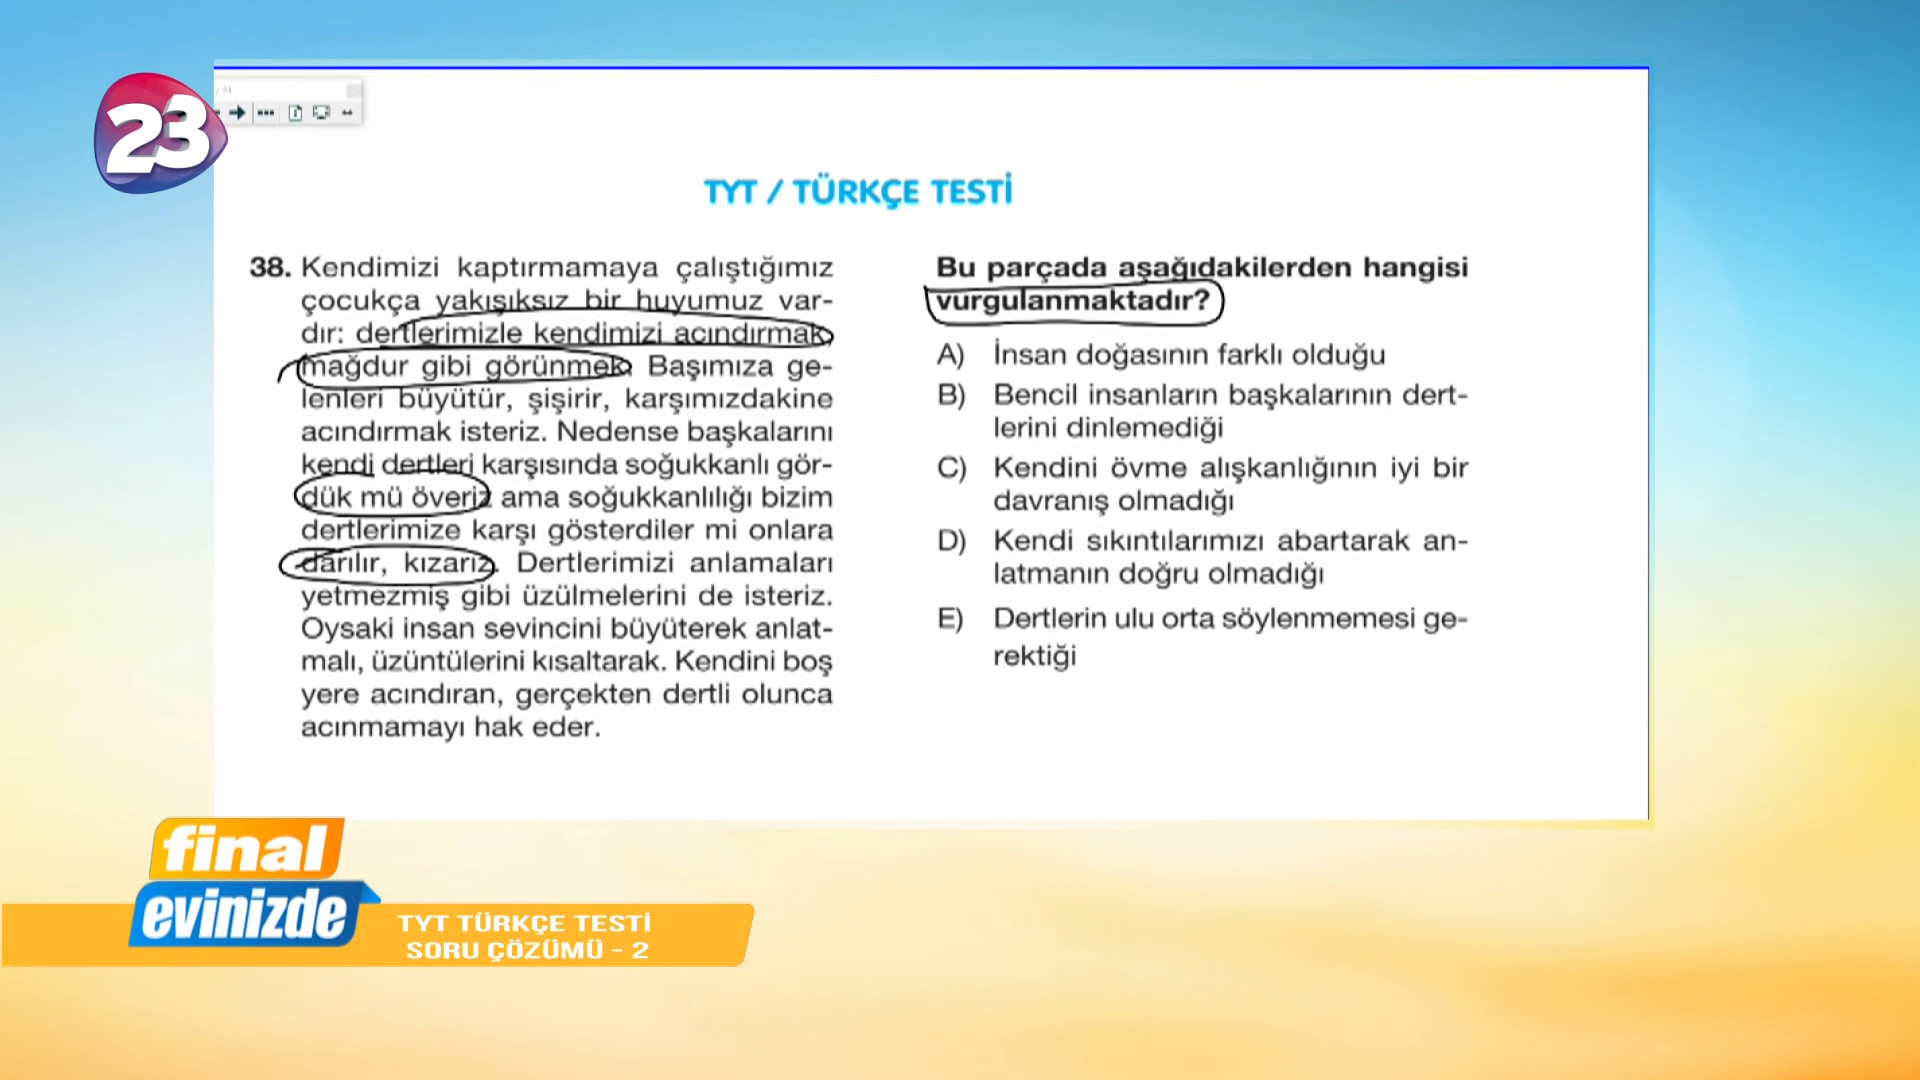 23
TYT / TÜRKÇE TESTİ
38. Kendimizi kaptırmamaya çalıştığımız
çocukça yakışıksız bir huyumuz var-
dır: dertlerimizle kendimizi acındırmak,
mağdur gibi görünmek. Başımıza ge-
lenleri büyütür, şişirir, karşımızdakine
acındırmak isteriz. Nedense başkalarını
kendi dertleri karşısında soğukkanlı gör-
dük mü överiz ama soğukkanlılığı bizim
dertlerimize karşı gösterdiler mi onlara
darılır, kızarız. Dertlerimizi anlamaları
yetmezmiş gibi üzülmelerini de isteriz.
Oysaki insan sevincini büyüterek anlat-
malı, üzüntülerini kısaltarak. Kendini boş
yere acındıran, gerçekten dertli olunca
acınmamayı hak eder.
Bu parçada aşağıdakilerden hangisi
vurgulanmaktadır?
A) İnsan doğasının farklı olduğu
B) Bencil insanların başkalarının dert-
lerini dinlemediği
C) Kendini övme alışkanlığının iyi bir
davranış olmadığı
D) Kendi sıkıntılarımızı abartarak an-
latmanın doğru olmadığı
E) Dertlerin ulu orta söylenmemesi ge-
rektiği
final
evinizde
TYT TÜRKÇE TESTİ
SORU ÇÖZÜMÜ - 2